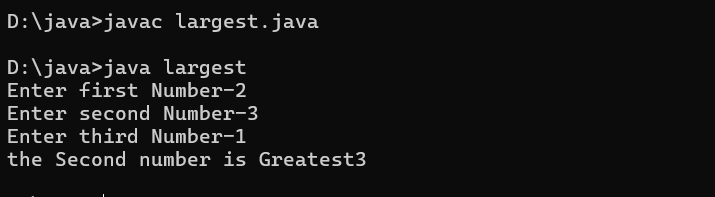 D:\java>javac largest.java
D:\java>java largest
Enter first Number-2
Enter second Number-3
Enter third Number-1
the Second number is Greatest3